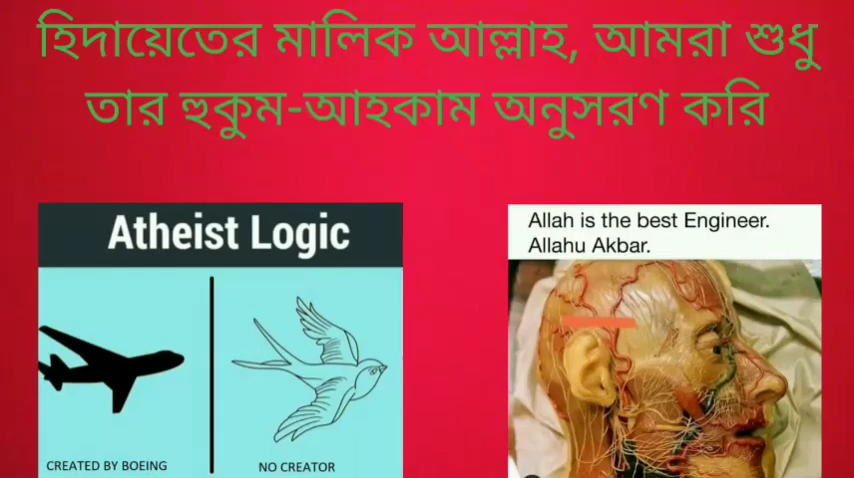 হিদায়েতের মালিক আল্লাহ, আমরা শুধু
তার হুকুম-আহকাম অনুসরণ করি
Atheist Logic
CREATED BY BOEING
NO CREATOR
Allah is the best Engineer.
Allahu Akbar.